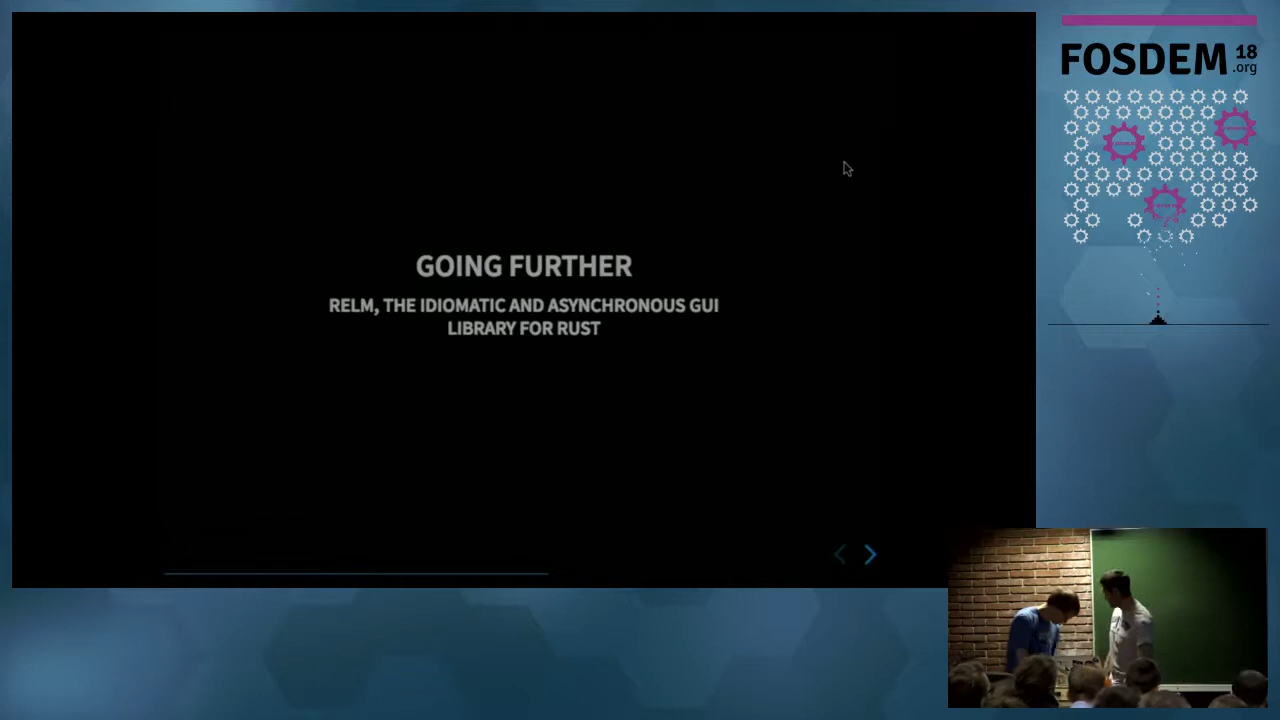 GOING FURTHER
RELM, THE IDIOMATIC AND ASYNCHRONOUS GUI
LIBRARY FOR RUST
FOSDEM 18
.org